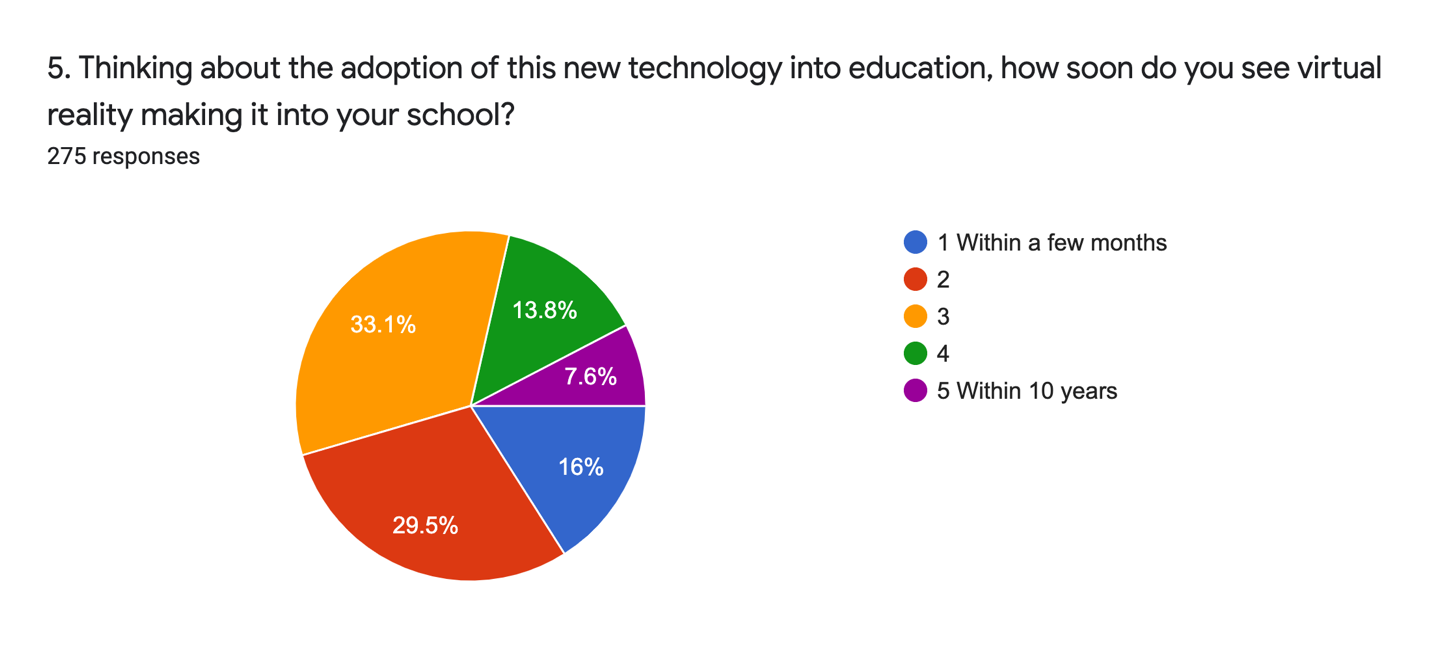 5. Thinking about the adoption of this new technology into education, how soon do you see virtual
reality making it into your school?
275 responses
33.1%
13.8%
7.6%
16%
29.5%
1 Within a few months
2
3
4
5 Within 10 years